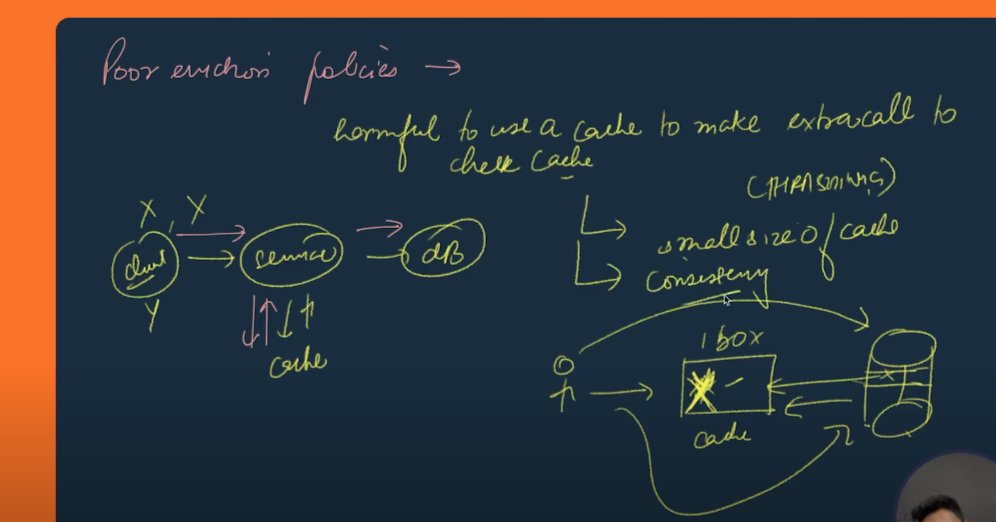 Poor eviction policies →
harmful to use a cache to make extra call to
check cache
(THRASHING)
small size of cache
Consistency
X, X
client
service
dB
Y
cache
1 box
X -
cache